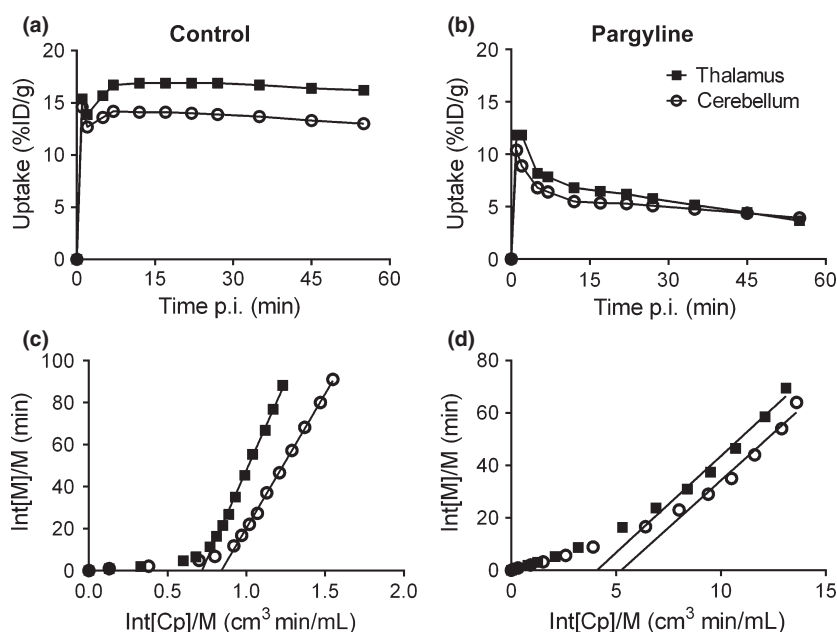 (a) Control
Uptake (%ID/g)
20
15
10
5
0
0 15 30 45 60
Time p.i. (min)
(b) Pargyline
Thalamus
Cerebellum
Uptake (%ID/g)
20
15
10
5
0
0 15 30 45 60
Time p.i. (min)
(c)
Int[M]/M (min)
100
80
60
40
20
0
0.0 0.5 1.0 1.5 2.0
Int[Cp]/M (cm³ min/mL)
(d)
Int[M]/M (min)
80
60
40
20
0
0 5 10 15
Int[Cp]/M (cm³ min/mL)